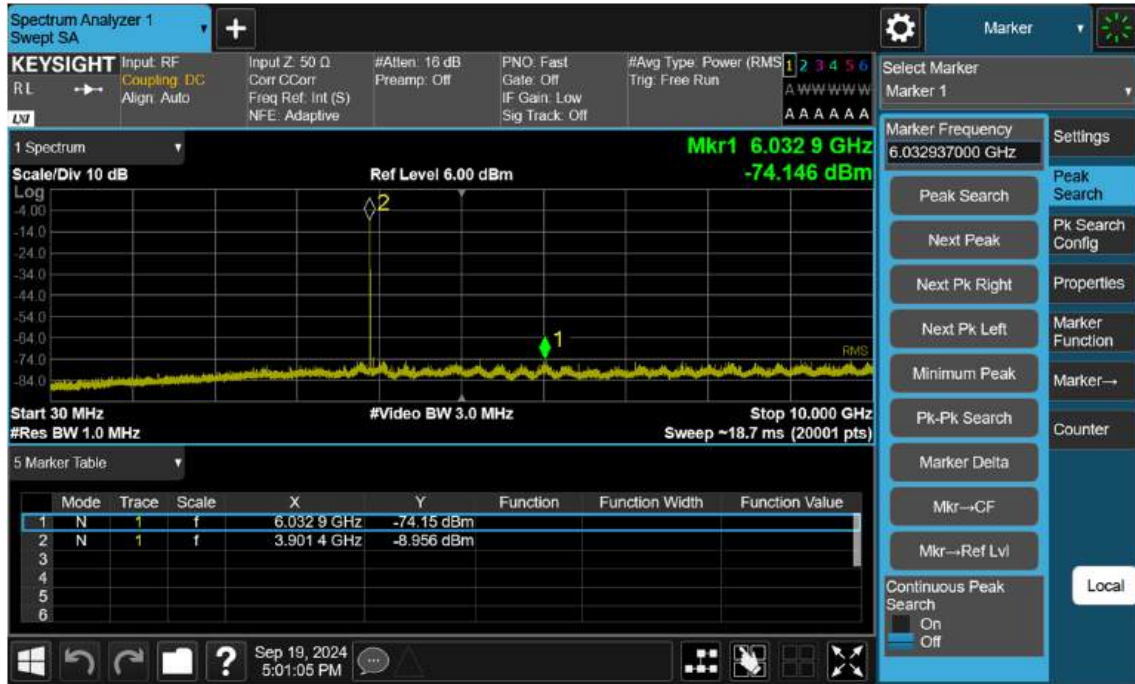 Spectrum Analyzer 1
Swept SA
Marker
KEYSIGHT
RL
LXI
Input: RF
Coupling: DC
Align: Auto
Input Z: 50 Ω
Corr CCorr
Freq Ref: Int (S)
NFE: Adaptive
#Atten: 16 dB
Preamp: Off
PNO: Fast
Gate: Off
IF Gain: Low
Sig Track: Off
#Avg Type: Power (RMS
Trig: Free Run
1 2 3 4 5 6
A W W W W W
A A A A A A
Select Marker
Marker 1
1 Spectrum
Mkr1 6.032 9 GHz
Scale/Div 10 dB
Ref Level 6.00 dBm
-74.146 dBm
Log
-4.00
-14.0
-24.0
-34.0
-44.0
-54.0
-64.0
-74.0
-84.0
2
1
RMS
Start 30 MHz
#Video BW 3.0 MHz
Stop 10.000 GHz
#Res BW 1.0 MHz
Sweep ~18.7 ms (20001 pts)
5 Marker Table
Mode Trace Scale X Y Function Function Width Function Value
1 N 1 f 6.032 9 GHz -74.15 dBm
2 N 1 f 3.901 4 GHz -8.956 dBm
3
4
5
6
Marker Frequency
6.032937000 GHz
Peak Search
Next Peak
Next Pk Right
Next Pk Left
Minimum Peak
Pk-Pk Search
Marker Delta
Mkr→CF
Mkr→Ref Lvl
Continuous Peak
Search
On
Off
Settings
Peak
Search
Pk Search
Config
Properties
Marker
Function
Marker→
Counter
Local
?
Sep 19, 2024
5:01:05 PM